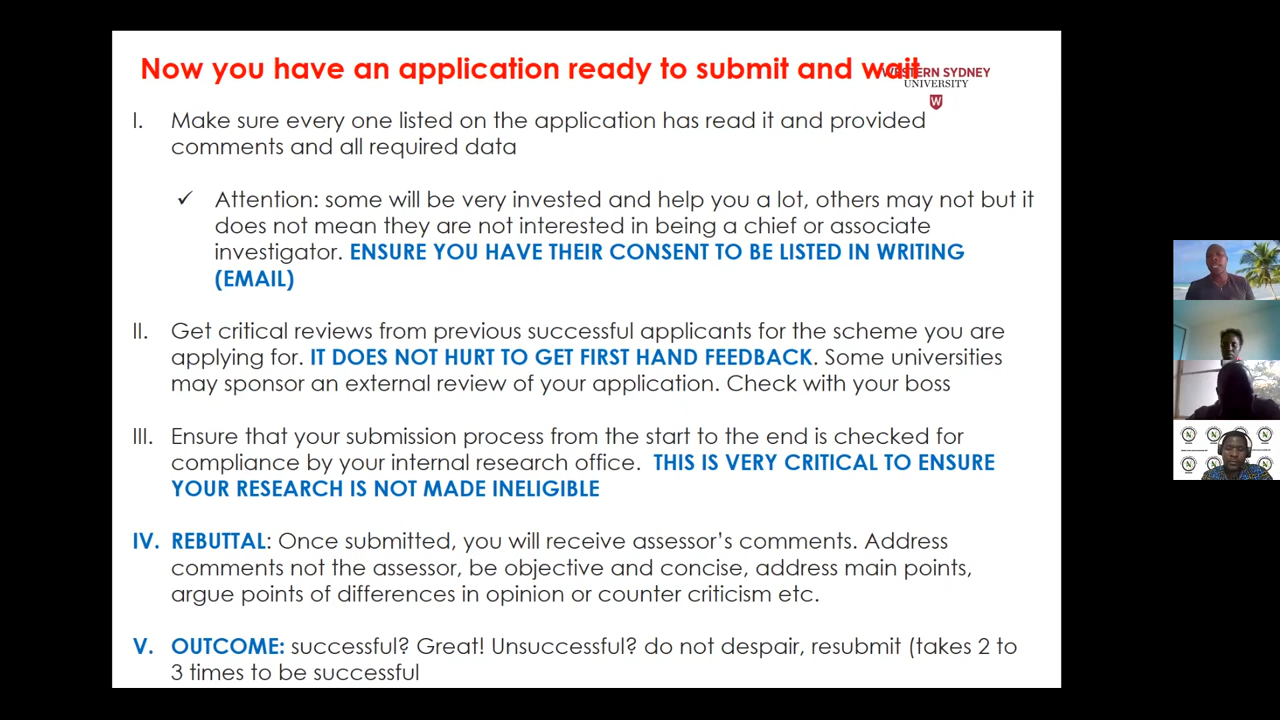 Now you have an application ready to submit and wait
WESTERN SYDNEY
UNIVERSITY
W
I. Make sure every one listed on the application has read it and provided
comments and all required data
✓ Attention: some will be very invested and help you a lot, others may not but it
does not mean they are not interested in being a chief or associate
investigator. ENSURE YOU HAVE THEIR CONSENT TO BE LISTED IN WRITING
(EMAIL)
II. Get critical reviews from previous successful applicants for the scheme you are
applying for. IT DOES NOT HURT TO GET FIRST HAND FEEDBACK. Some universities
may sponsor an external review of your application. Check with your boss
III. Ensure that your submission process from the start to the end is checked for
compliance by your internal research office. THIS IS VERY CRITICAL TO ENSURE
YOUR RESEARCH IS NOT MADE INELIGIBLE
IV. REBUTTAL: Once submitted, you will receive assessor's comments. Address
comments not the assessor, be objective and concise, address main points,
argue points of differences in opinion or counter criticism etc.
V. OUTCOME: successful? Great! Unsuccessful? do not despair, resubmit (takes 2 to
3 times to be successful